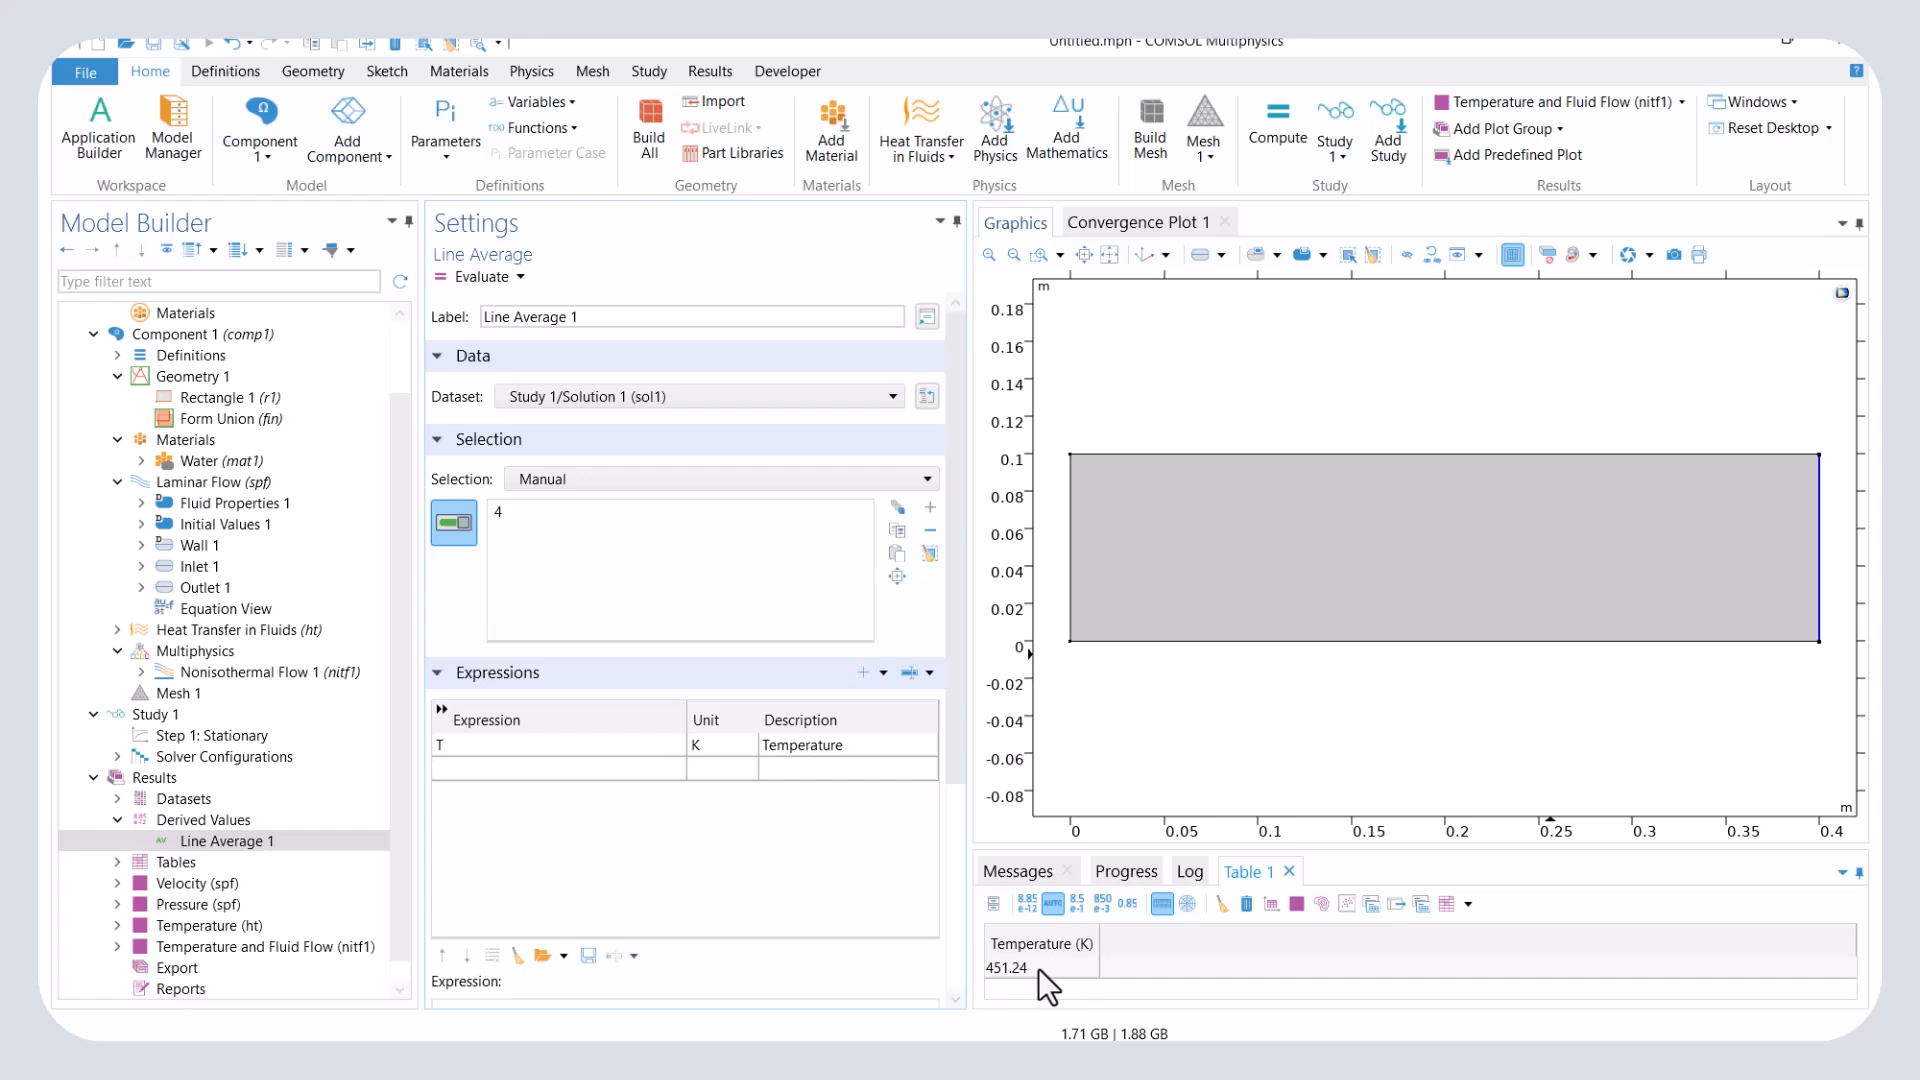 Untitled.mph - COMSOL Multiphysics
File Home Definitions Geometry Sketch Materials Physics Mesh Study Results Developer
Application Builder
Model Manager
Workspace
Component 1
Add Component
Model
Parameters
a= Variables
f(x) Functions
Pi Parameter Case
Definitions
Build All
Import
LiveLink
Part Libraries
Geometry
Add Material
Materials
Heat Transfer in Fluids
Add Physics
Add Mathematics
Physics
Build Mesh
Mesh 1
Mesh
Compute
Study 1
Add Study
Study
Temperature and Fluid Flow (nitf1)
Add Plot Group
Add Predefined Plot
Results
Windows
Reset Desktop
Layout
Model Builder
Type filter text
Materials
Component 1 (comp1)
Definitions
Geometry 1
Rectangle 1 (r1)
Form Union (fin)
Materials
Water (mat1)
Laminar Flow (spf)
Fluid Properties 1
Initial Values 1
Wall 1
Inlet 1
Outlet 1
Equation View
Heat Transfer in Fluids (ht)
Multiphysics
Nonisothermal Flow 1 (nitf1)
Mesh 1
Study 1
Step 1: Stationary
Solver Configurations
Results
Datasets
Derived Values
Line Average 1
Tables
Velocity (spf)
Pressure (spf)
Temperature (ht)
Temperature and Fluid Flow (nitf1)
Export
Reports
Settings
Line Average
= Evaluate
Label: Line Average 1
Data
Dataset: Study 1/Solution 1 (sol1)
Selection
Selection: Manual
4
Expressions
Expression Unit Description
T K Temperature
Expression:
Graphics Convergence Plot 1
m
0.18
0.16
0.14
0.12
0.1
0.08
0.06
0.04
0.02
0
-0.02
-0.04
-0.06
-0.08
m
0 0.05 0.1 0.15 0.2 0.25 0.3 0.35 0.4
Messages Progress Log Table 1
8.85 e-12 AUTO 8.5 e-1 850 e-3 0.85
Temperature (K)
451.24
1.71 GB | 1.88 GB